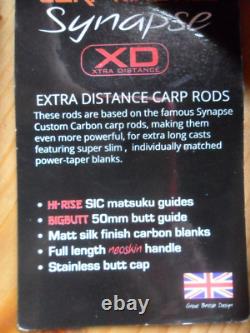 Synapse
XD
XTRA DISTANCE
EXTRA DISTANCE CARP RODS
These rods are based on the famous Synapse
Custom Carbon carp rods, making them
even more powerful, for extra long casts
featuring super slim , individually matched
power-taper blanks.
• HI-RISE SIC matsuku guides
• BIGBUTT 50mm butt guide
• Matt silk finish carbon blanks
• Full length neoskin handle
• Stainless butt cap
Great British Design